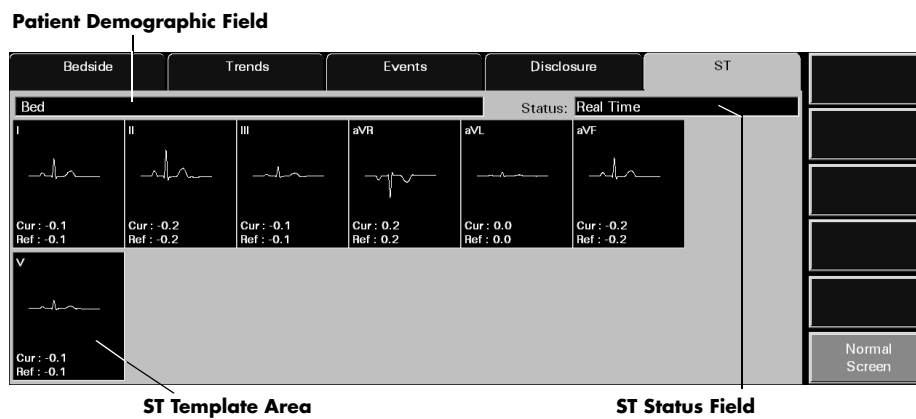 Patient Demographic Field
Bedside Trends Events Disclosure ST
Bed Status: Real Time
I II III aVR aVL aVF
Cur: -0.1 Cur: -0.2 Cur: -0.1 Cur: 0.2 Cur: 0.0 Cur: -0.2
Ref: -0.1 Ref: -0.2 Ref: -0.1 Ref: 0.2 Ref: 0.0 Ref: -0.2
V
Cur: -0.1
Ref: -0.1
Normal
Screen
ST Template Area ST Status Field